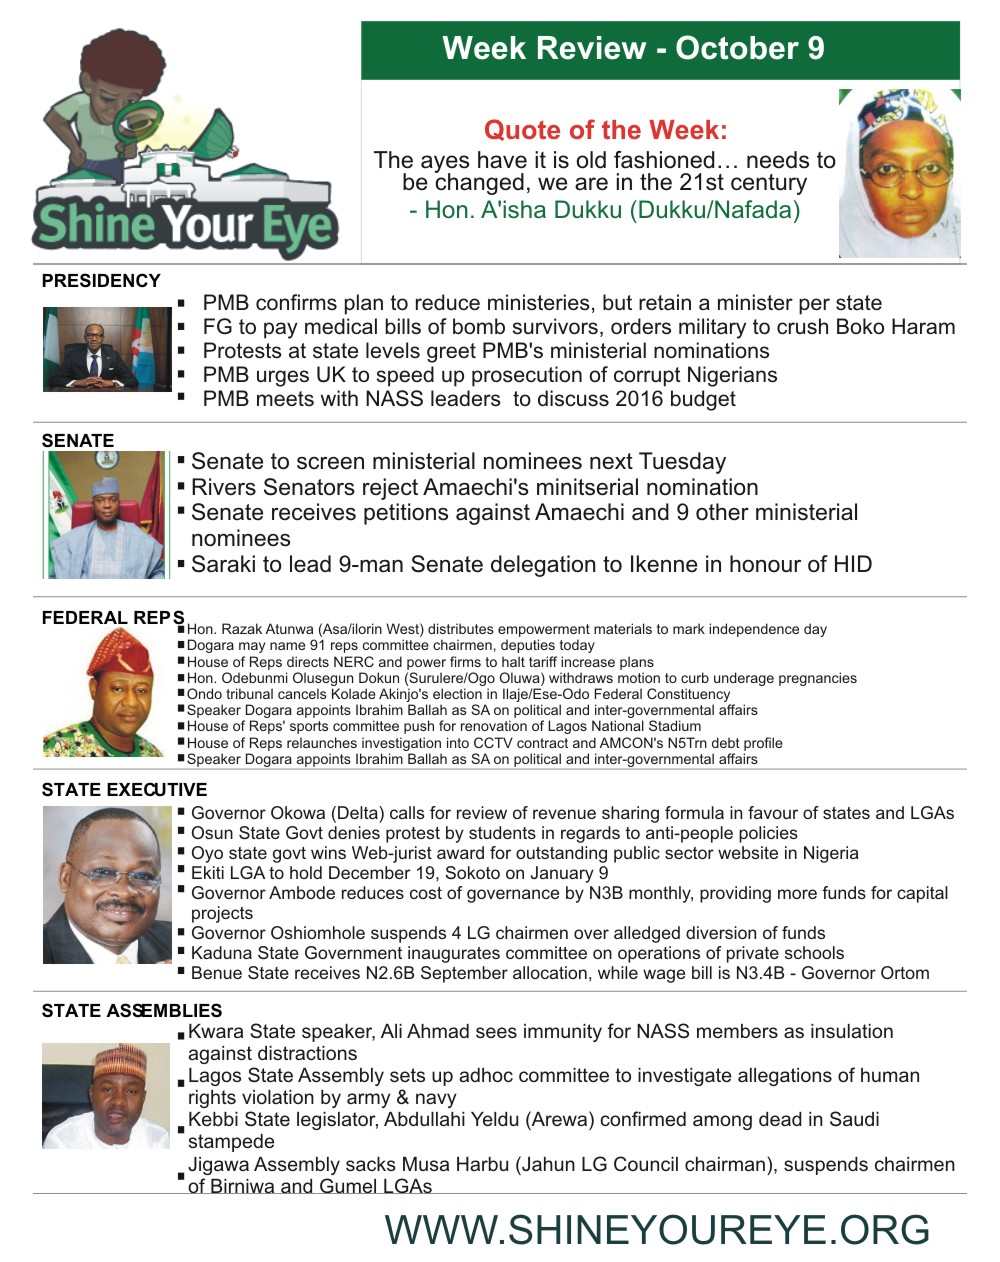 Shine Your Eye
Week Review - October 9
Quote of the Week:
The ayes have it is old fashioned… needs to
be changed, we are in the 21st century
- Hon. A'isha Dukku (Dukku/Nafada)
PRESIDENCY
▪ PMB confirms plan to reduce ministeries, but retain a minister per state
▪ FG to pay medical bills of bomb survivors, orders military to crush Boko Haram
▪ Protests at state levels greet PMB's ministerial nominations
▪ PMB urges UK to speed up prosecution of corrupt Nigerians
▪ PMB meets with NASS leaders to discuss 2016 budget
SENATE
▪ Senate to screen ministerial nominees next Tuesday
▪ Rivers Senators reject Amaechi's minitserial nomination
▪ Senate receives petitions against Amaechi and 9 other ministerial
nominees
▪ Saraki to lead 9-man Senate delegation to Ikenne in honour of HID
FEDERAL REPS
▪ Hon. Razak Atunwa (Asa/ilorin West) distributes empowerment materials to mark independence day
▪ Dogara may name 91 reps committee chairmen, deputies today
▪ House of Reps directs NERC and power firms to halt tariff increase plans
▪ Hon. Odebunmi Olusegun Dokun (Surulere/Ogo Oluwa) withdraws motion to curb underage pregnancies
▪ Ondo tribunal cancels Kolade Akinjo's election in Ilaje/Ese-Odo Federal Constituency
▪ Speaker Dogara appoints Ibrahim Ballah as SA on political and inter-governmental affairs
▪ House of Reps' sports committee push for renovation of Lagos National Stadium
▪ House of Reps relaunches investigation into CCTV contract and AMCON's N5Trn debt profile
▪ Speaker Dogara appoints Ibrahim Ballah as SA on political and inter-governmental affairs
STATE EXECUTIVE
▪ Governor Okowa (Delta) calls for review of revenue sharing formula in favour of states and LGAs
▪ Osun State Govt denies protest by students in regards to anti-people policies
▪ Oyo state govt wins Web-jurist award for outstanding public sector website in Nigeria
▪ Ekiti LGA to hold December 19, Sokoto on January 9
▪ Governor Ambode reduces cost of governance by N3B monthly, providing more funds for capital
projects
▪ Governor Oshiomhole suspends 4 LG chairmen over alledged diversion of funds
▪ Kaduna State Government inaugurates committee on operations of private schools
▪ Benue State receives N2.6B September allocation, while wage bill is N3.4B - Governor Ortom
STATE ASSEMBLIES
▪ Kwara State speaker, Ali Ahmad sees immunity for NASS members as insulation
against distractions
▪ Lagos State Assembly sets up adhoc committee to investigate allegations of human
rights violation by army & navy
▪ Kebbi State legislator, Abdullahi Yeldu (Arewa) confirmed among dead in Saudi
stampede
▪ Jigawa Assembly sacks Musa Harbu (Jahun LG Council chairman), suspends chairmen
of Birniwa and Gumel LGAs
WWW.SHINEYOUREYE.ORG